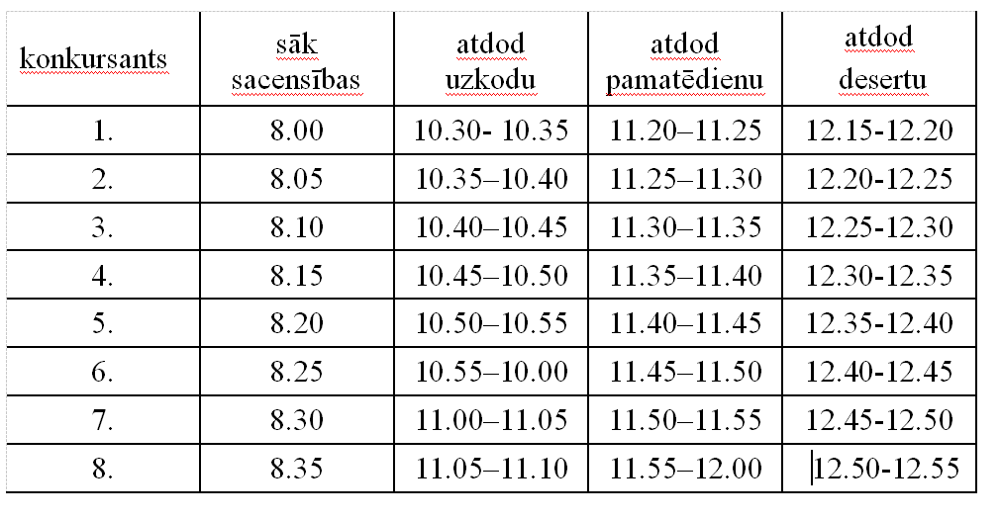 konkursants sāk sacensības atdod uzkodu atdod pamatēdienu atdod desertu
1. 8.00 10.30- 10.35 11.20–11.25 12.15-12.20
2. 8.05 10.35–10.40 11.25–11.30 12.20-12.25
3. 8.10 10.40–10.45 11.30–11.35 12.25-12.30
4. 8.15 10.45–10.50 11.35–11.40 12.30-12.35
5. 8.20 10.50–10.55 11.40–11.45 12.35-12.40
6. 8.25 10.55–10.00 11.45–11.50 12.40-12.45
7. 8.30 11.00–11.05 11.50–11.55 12.45-12.50
8. 8.35 11.05–11.10 11.55–12.00 12.50-12.55